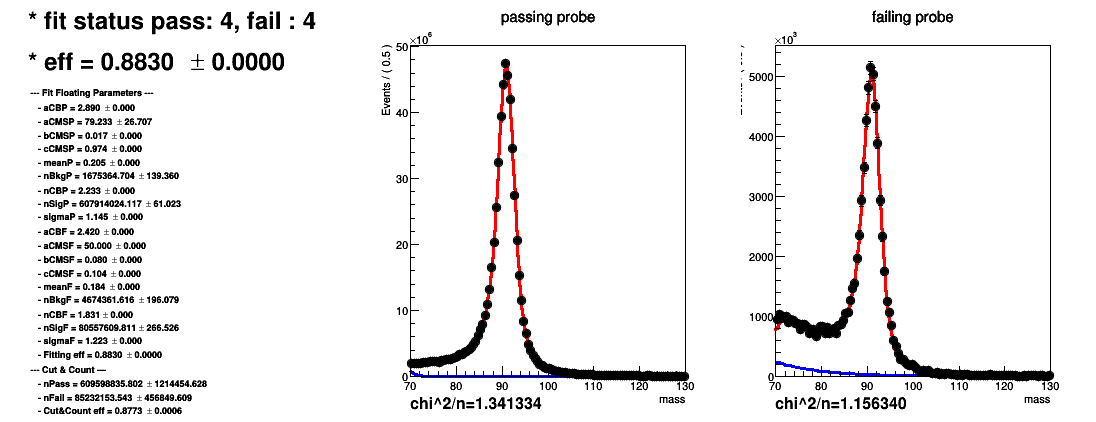 * fit status pass: 4, fail : 4
* eff = 0.8830 ± 0.0000
--- Fit Floating Parameters ---
- aCBP = 2.890 ± 0.000
- aCMSP = 79.233 ± 26.707
- bCMSP = 0.017 ± 0.000
- cCMSP = 0.974 ± 0.000
- meanP = 0.205 ± 0.000
- nBkgP = 1675364.704 ± 139.360
- nCBP = 2.233 ± 0.000
- nSigP = 607914024.117 ± 61.023
- sigmaP = 1.145 ± 0.000
- aCBF = 2.420 ± 0.000
- aCMSF = 50.000 ± 0.000
- bCMSF = 0.080 ± 0.000
- cCMSF = 0.104 ± 0.000
- meanF = 0.184 ± 0.000
- nBkgF = 4674361.616 ± 196.079
- nCBF = 1.831 ± 0.000
- nSigF = 80557609.811 ± 266.526
- sigmaF = 1.223 ± 0.000
- Fitting eff = 0.8830 ± 0.0000
--- Cut & Count ---
- nPass = 609598835.802 ± 1214454.628
- nFail = 85232153.543 ± 456849.609
- Cut&Count eff = 0.8773 ± 0.0006
passing probe
×10^6
Events / ( 0.5 )
50
40
30
20
10
0
70 80 90 100 110 120 130
mass
chi^2/n=1.341334
failing probe
×10^3
5000
4000
3000
2000
1000
0
70 80 90 100 110 120 130
mass
chi^2/n=1.156340